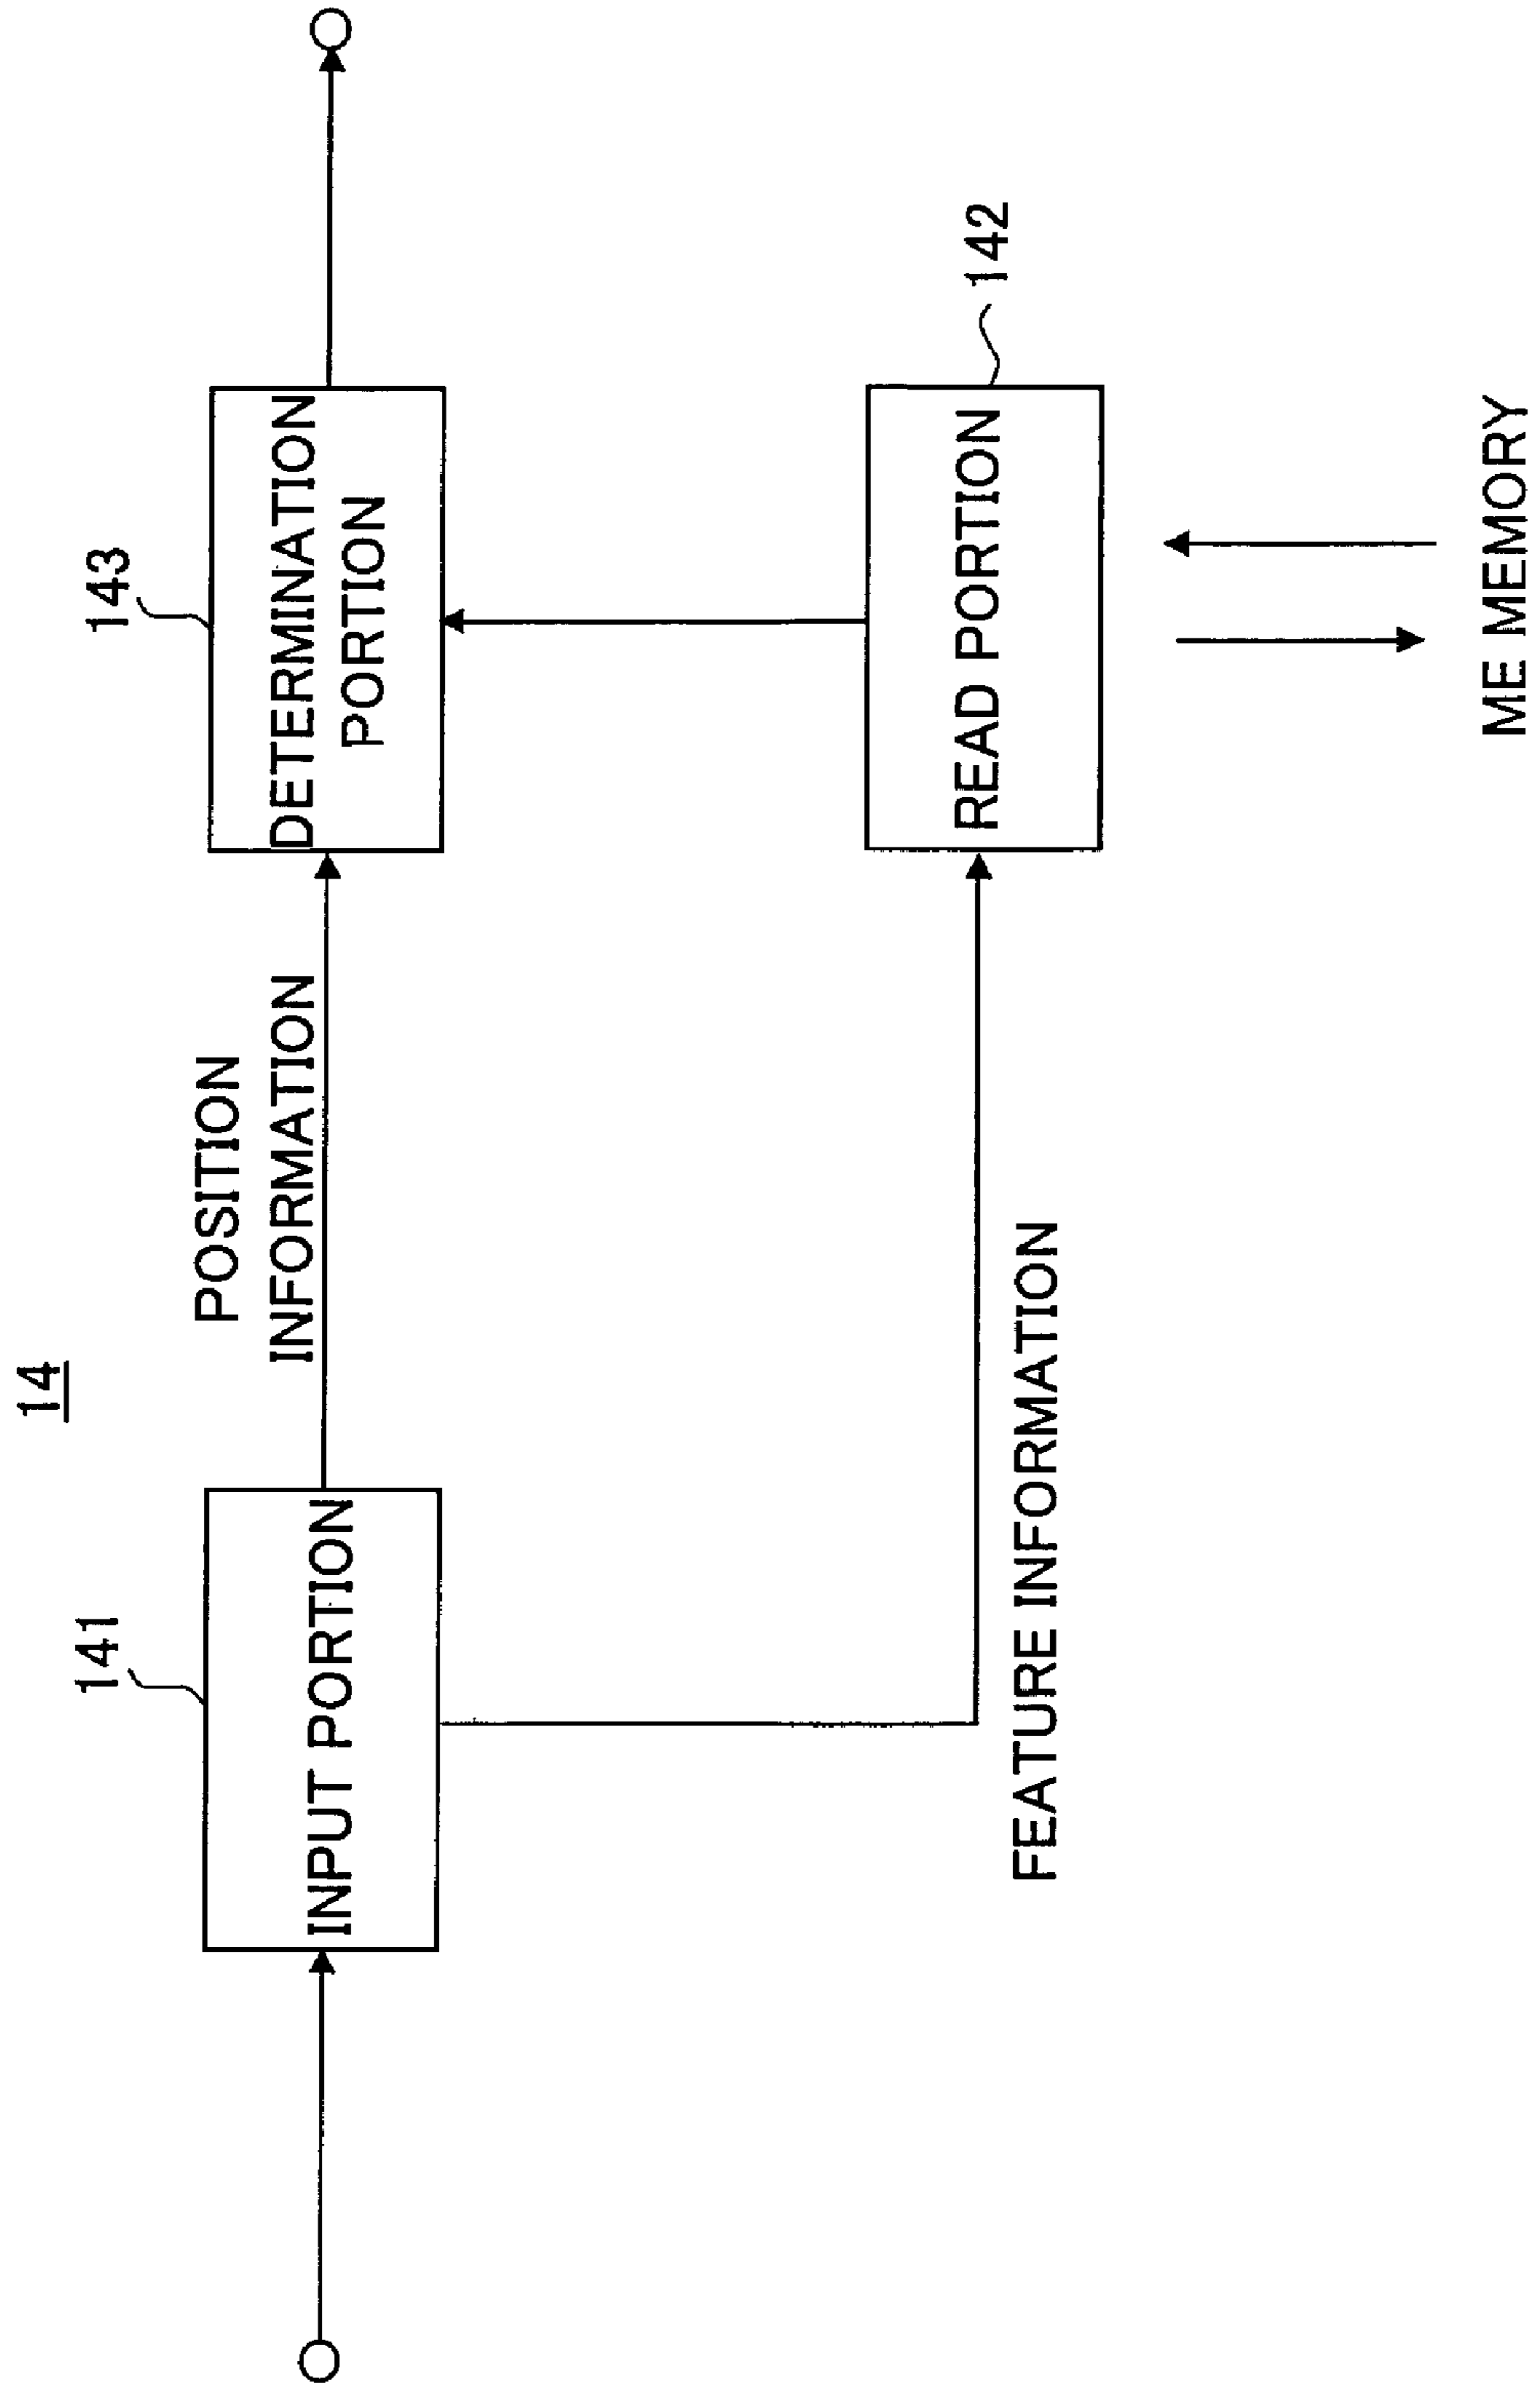 14
141
INPUT PORTION
POSITION
INFORMATION
143
DETERMINATION
PORTION
FEATURE INFORMATION
READ PORTION
142
ME MEMORY